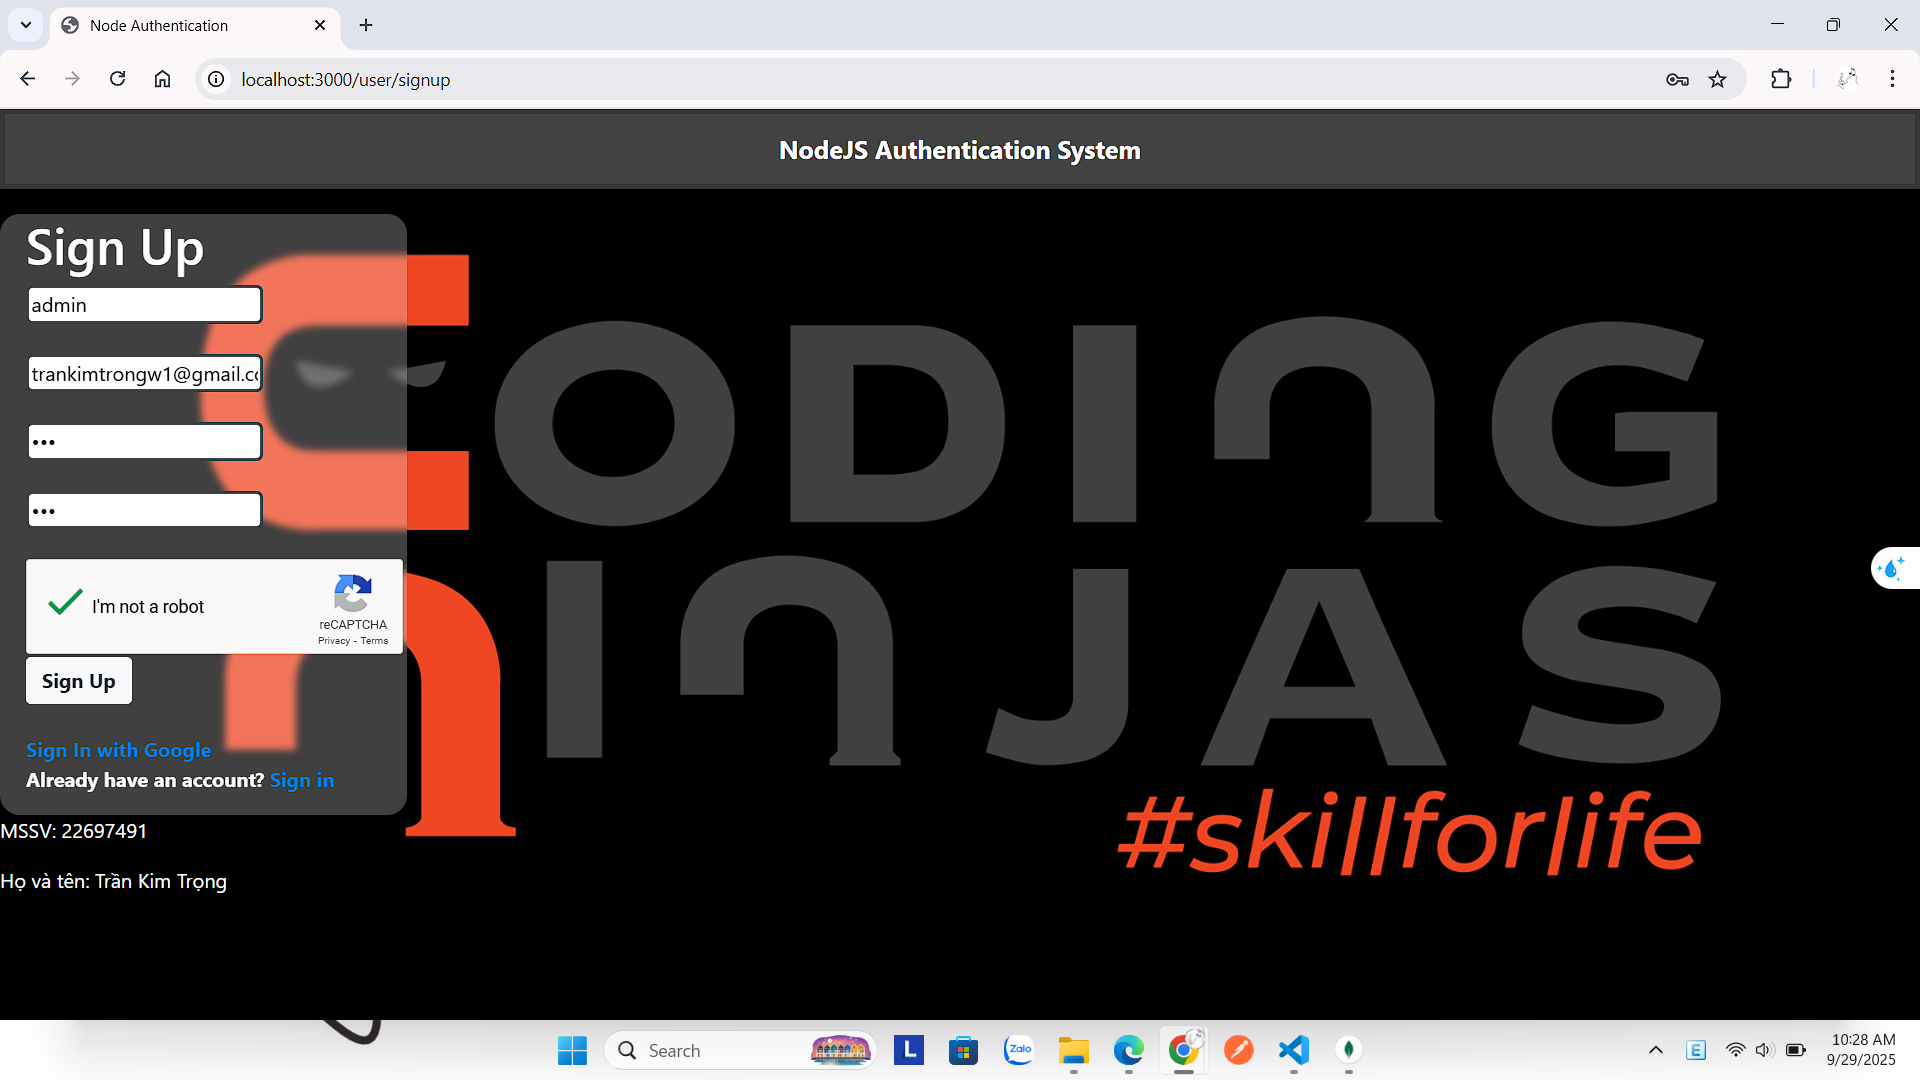 Node Authentication
localhost:3000/user/signup
NodeJS Authentication System
Sign Up
admin
trankimtrongw1@gmail.co
•••
•••
I'm not a robot
reCAPTCHA
Privacy - Terms
Sign Up
Sign In with Google
Already have an account? Sign in
MSSV: 22697491
Họ và tên: Trần Kim Trọng
CODING
NINJAS
#skillforlife
Search
L
Zalo
E
10:28 AM
9/29/2025